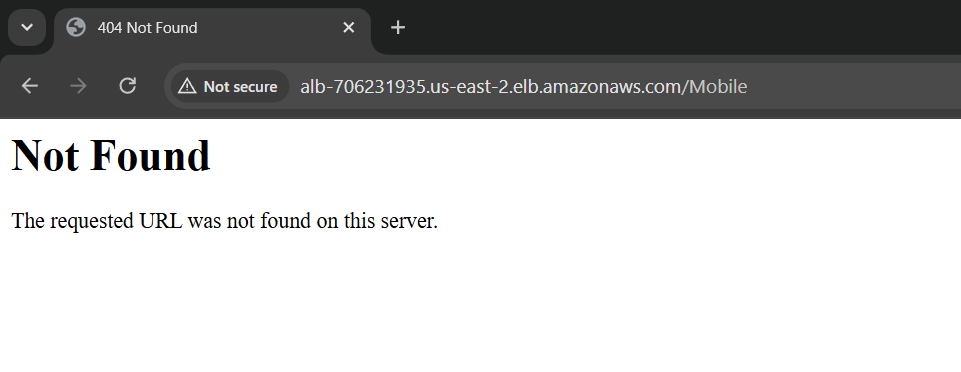 404 Not Found
Not secure
alb-706231935.us-east-2.elb.amazonaws.com/Mobile
Not Found
The requested URL was not found on this server.